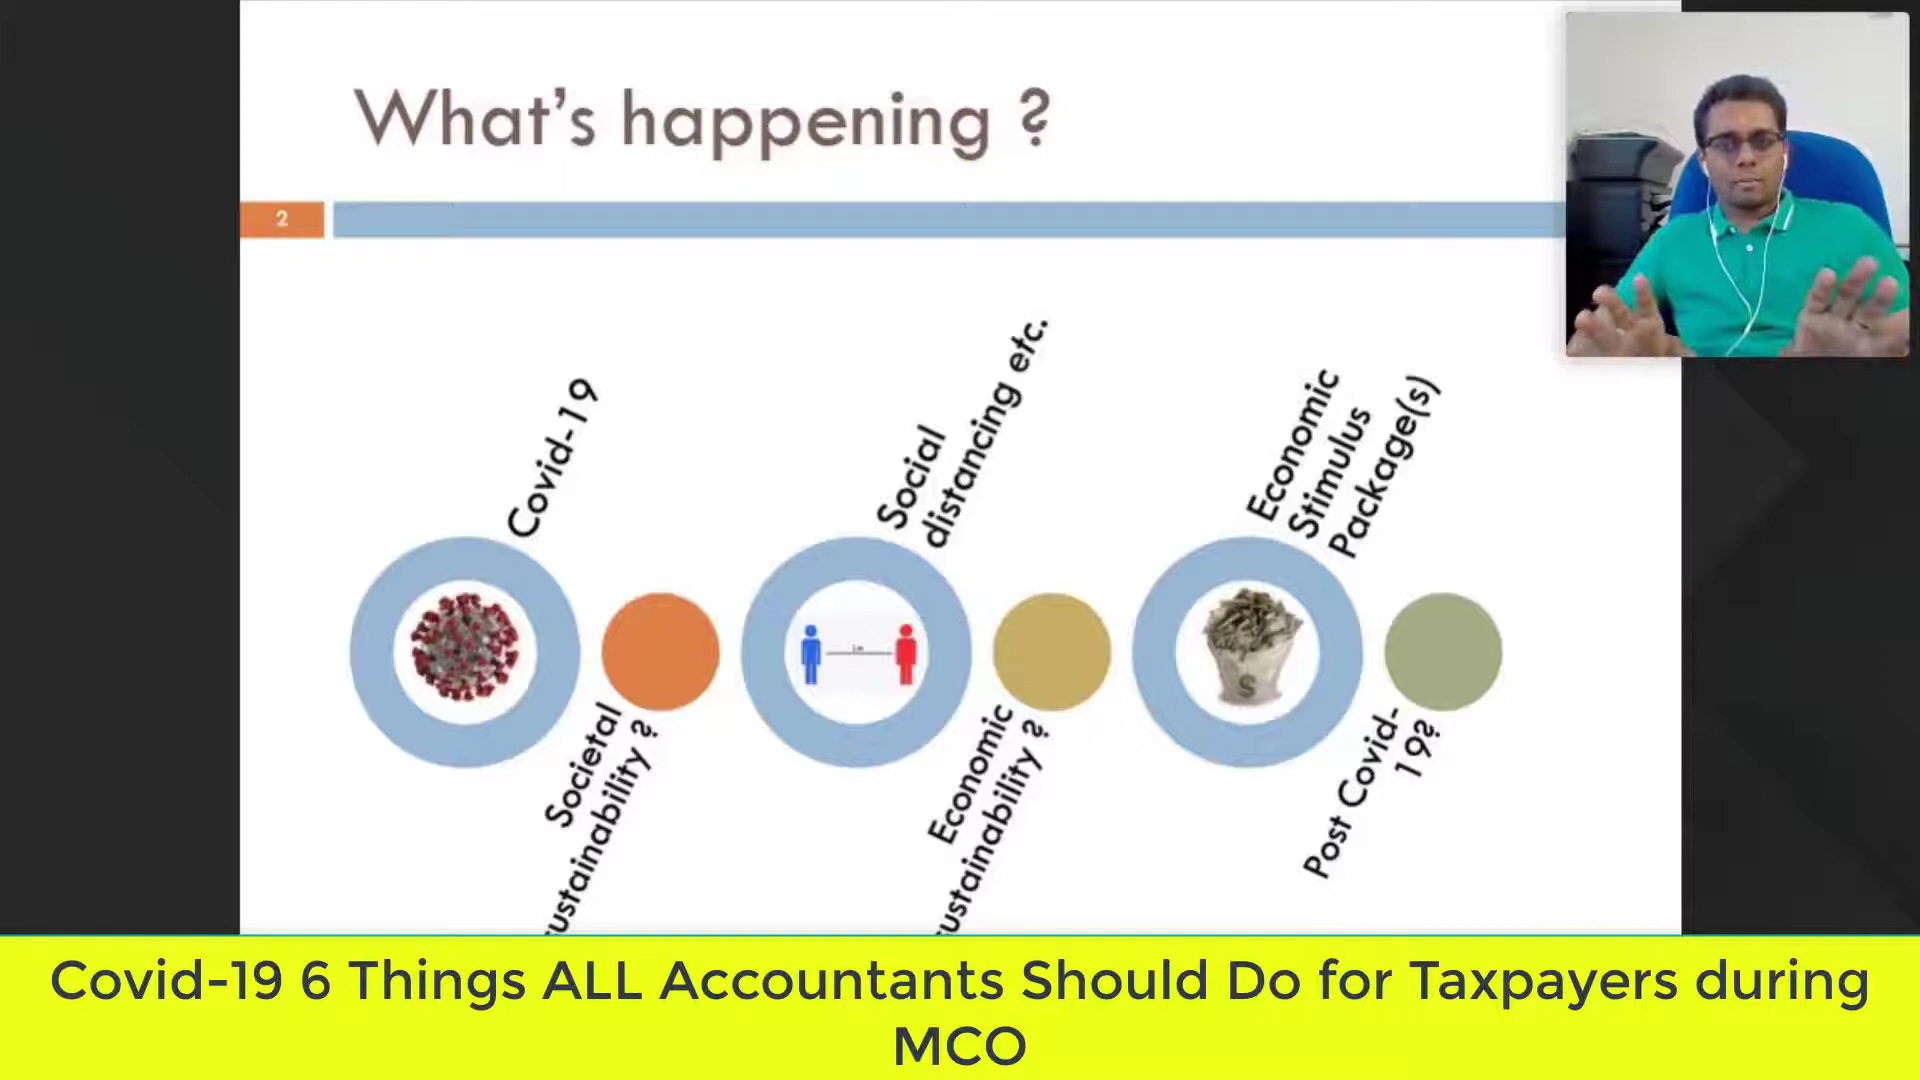 What's happening ?
2
Covid-19
Societal
sustainability ?
Social
distancing etc.
Economic
sustainability ?
Economic
Stimulus
Package(s)
$
Post Covid-
19?
Covid-19 6 Things ALL Accountants Should Do for Taxpayers during
MCO